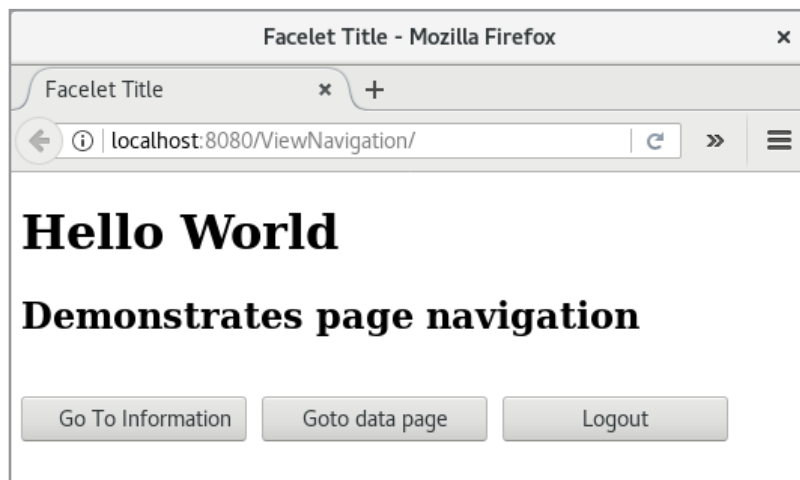 Facelet Title - Mozilla Firefox
Facelet Title
localhost:8080/ViewNavigation/
Hello World
Demonstrates page navigation
Go To Information Goto data page Logout